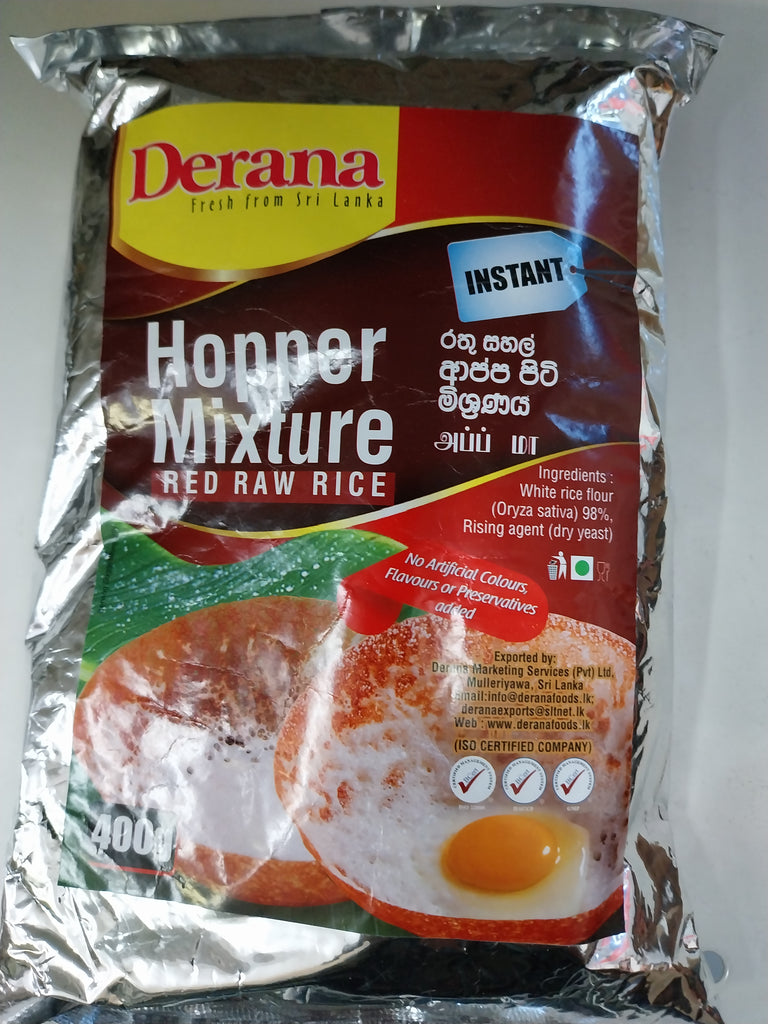 Derana
Fresh from Sri Lanka
INSTANT
Hopper
Mixture
RED RAW RICE
රතු සහල්
ආප්ප පිටි
මිශ්‍රණය
அப்ப் மா
Ingredients :
White rice flour
(Oryza sativa) 98%,
Rising agent (dry yeast)
No Artificial Colours,
Flavours or Preservatives
added
Exported by:
Derana Marketing Services (Pvt) Ltd.
Mulleriyawa, Sri Lanka
Email:info@deranafoods.lk;
deranaexports@sltnet.lk
Web : www.deranafoods.lk
(ISO CERTIFIED COMPANY)
400g